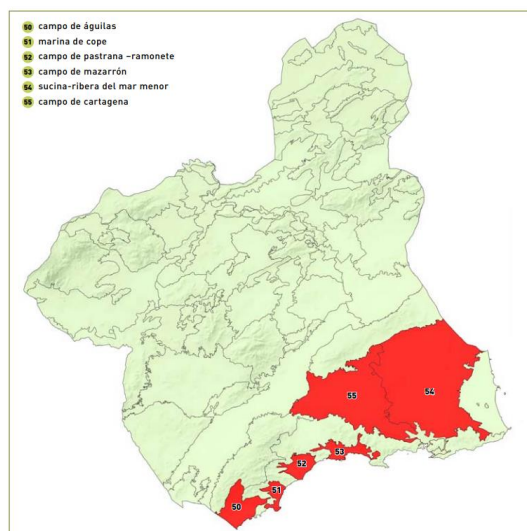 50 campo de águilas
51 marina de cope
52 campo de pastrana –ramonete
53 campo de mazarrón
54 sucina-ribera del mar menor
55 campo de cartagena
55
54
53
52
51
50